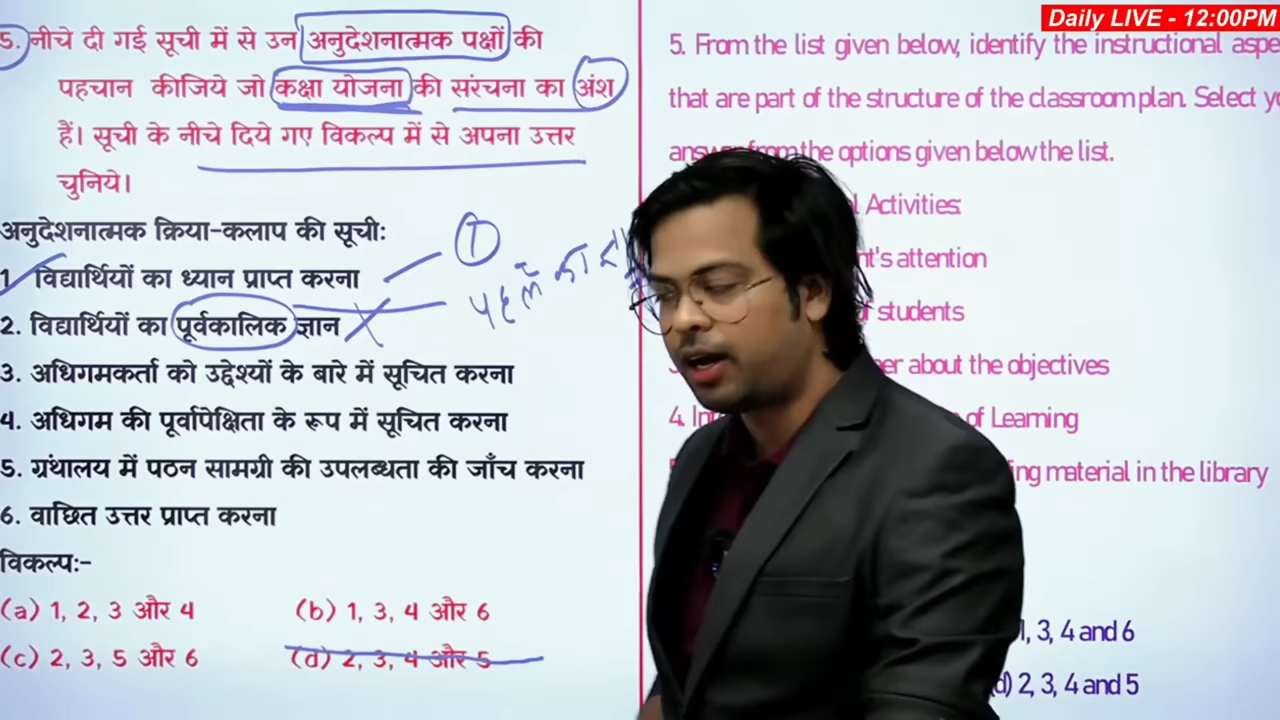 Daily LIVE - 12:00PM
5. नीचे दी गई सूची में से उन अनुदेशनात्मक पक्षों की
पहचान कीजिये जो कक्षा योजना की सरंचना का अंश
हैं। सूची के नीचे दिये गए विकल्प में से अपना उत्तर
चुनिये।
अनुदेशनात्मक क्रिया-कलाप की सूचीः
1. विद्यार्थियों का ध्यान प्राप्त करना
2. विद्यार्थियों का पूर्वकालिक ज्ञान
3. अधिगमकर्ता को उद्देश्यों के बारे में सूचित करना
4. अधिगम की पूर्वापेक्षिता के रूप में सूचित करना
5. ग्रंथालय में पठन सामग्री की उपलब्धता की जाँच करना
6. वाछित उत्तर प्राप्त करना
विकल्पः-
(a) 1, 2, 3 और 4 (b) 1, 3, 4 और 6
(c) 2, 3, 5 और 6 (d) 2, 3, 4 और 5
T
5. From the list given below, identify the instructional
that are part of the structure of the classroom plan. Select
answer from the options given below the list.
Activities:
attention
students
about the objectives
4. of Learning
material in the library
1, 3, 4 and 6
(d) 2, 3, 4 and 5